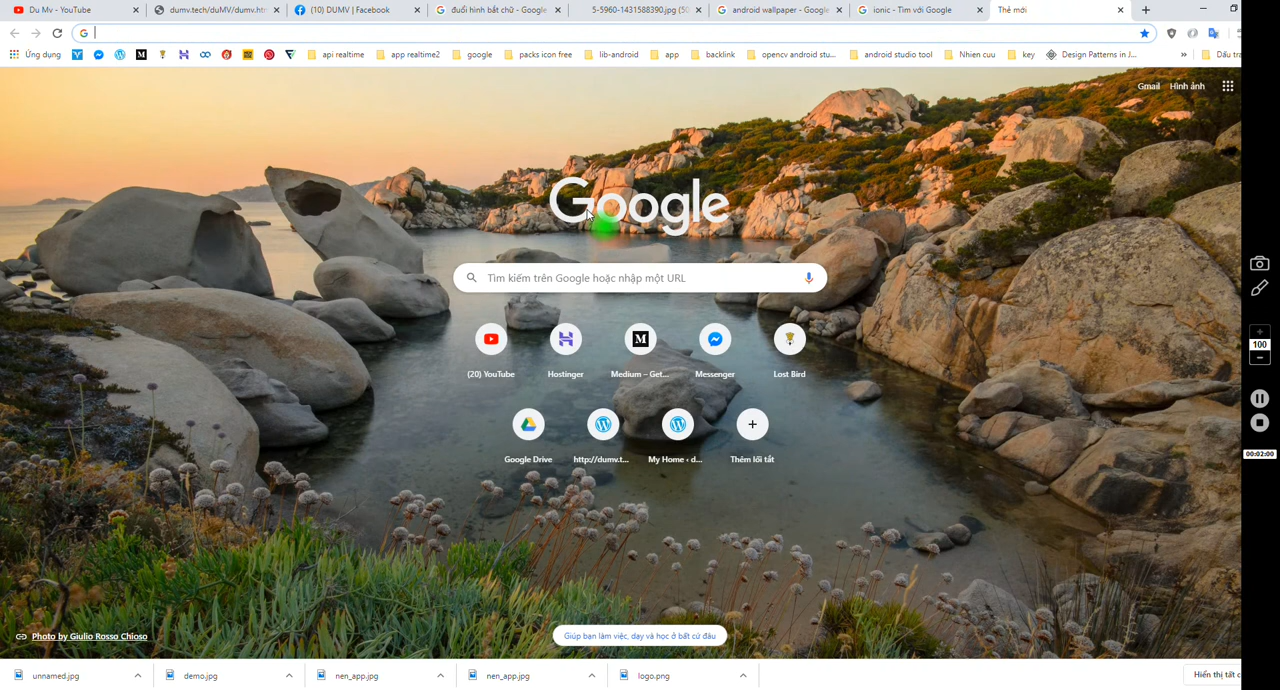 Du Mv - YouTube
dumv.tech/duMV/dumv.htm
(10) DUMV | Facebook
đuổi hình bắt chữ - Google
5-5960-1431588390.jpg (50
android wallpaper - Google
ionic - Tìm với Google
Thẻ mới
Ứng dụng
api realtime
app realtime2
google
packs icon free
lib-android
app
backlink
opencv android stu...
android studio tool
Nhien cuu
key
Design Patterns in J...
»
Dấu tra
Gmail
Hình ảnh
Google
Tìm kiếm trên Google hoặc nhập một URL
(20) YouTube
Hostinger
Medium – Get...
Messenger
Lost Bird
Google Drive
http://dumv.t...
My Home ‹ d...
Thêm lối tắt
100
00:02:00
Photo by Giulio Rosso Chioso
Giúp bạn làm việc, dạy và học ở bất cứ đâu
unnamed.jpg
demo.jpg
nen_app.jpg
nen_app.jpg
logo.png
Hiển thị tất c